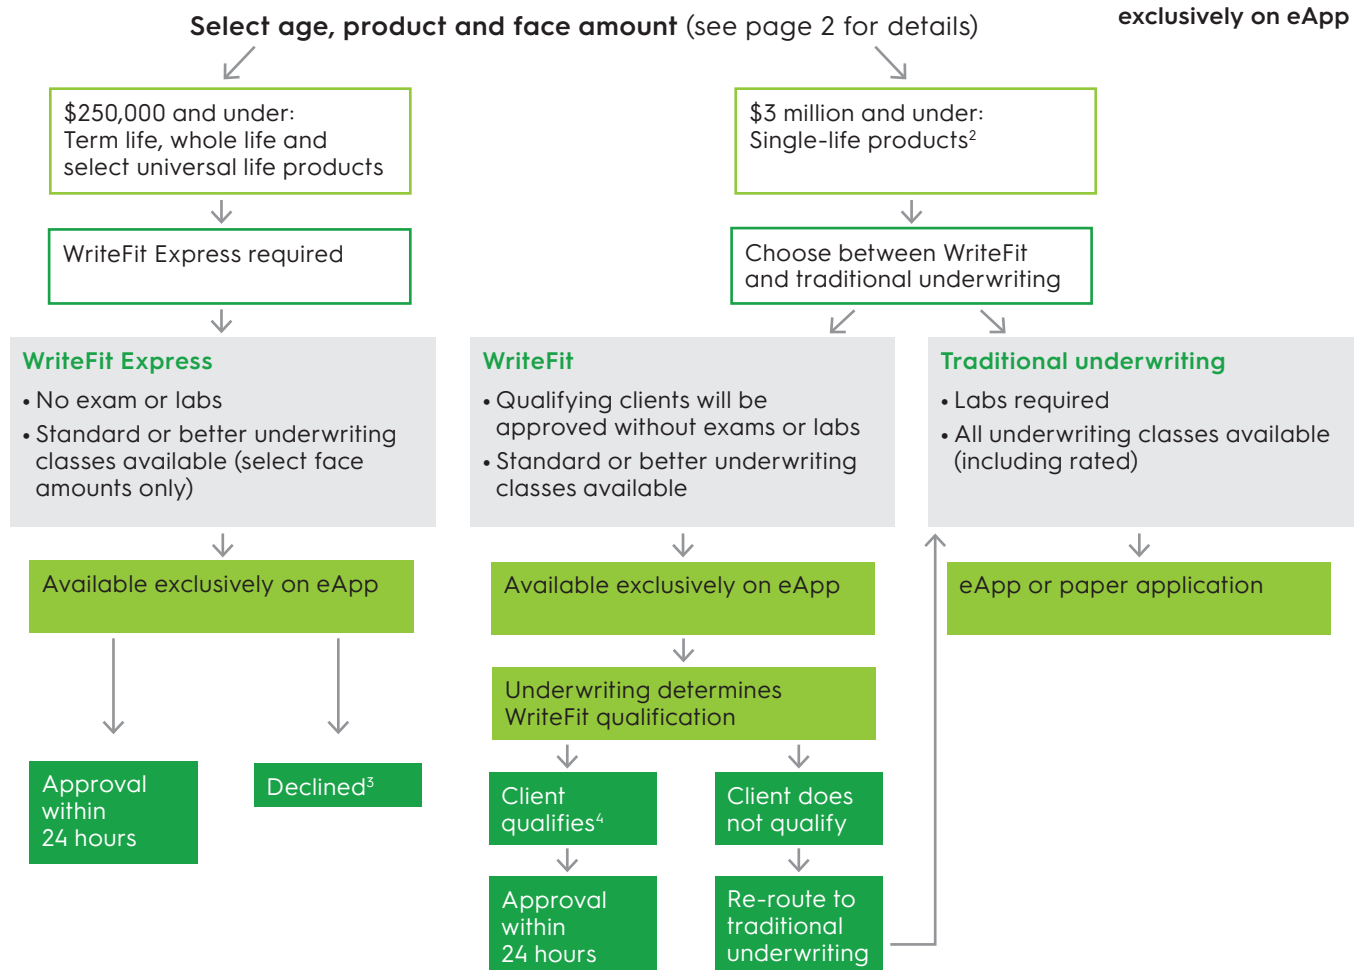 exclusively on eApp
Select age, product and face amount (see page 2 for details)
$250,000 and under:
Term life, whole life and
select universal life products
$3 million and under:
Single-life products²
WriteFit Express required
Choose between WriteFit
and traditional underwriting
WriteFit Express
• No exam or labs
• Standard or better underwriting
classes available (select face
amounts only)
WriteFit
• Qualifying clients will be
approved without exams or labs
• Standard or better underwriting
classes available
Traditional underwriting
• Labs required
• All underwriting classes available
(including rated)
Available exclusively on eApp
Available exclusively on eApp
eApp or paper application
Underwriting determines
WriteFit qualification
Approval
within
24 hours
Declined³
Client
qualifies⁴
Client does
not qualify
Approval
within
24 hours
Re-route to
traditional
underwriting